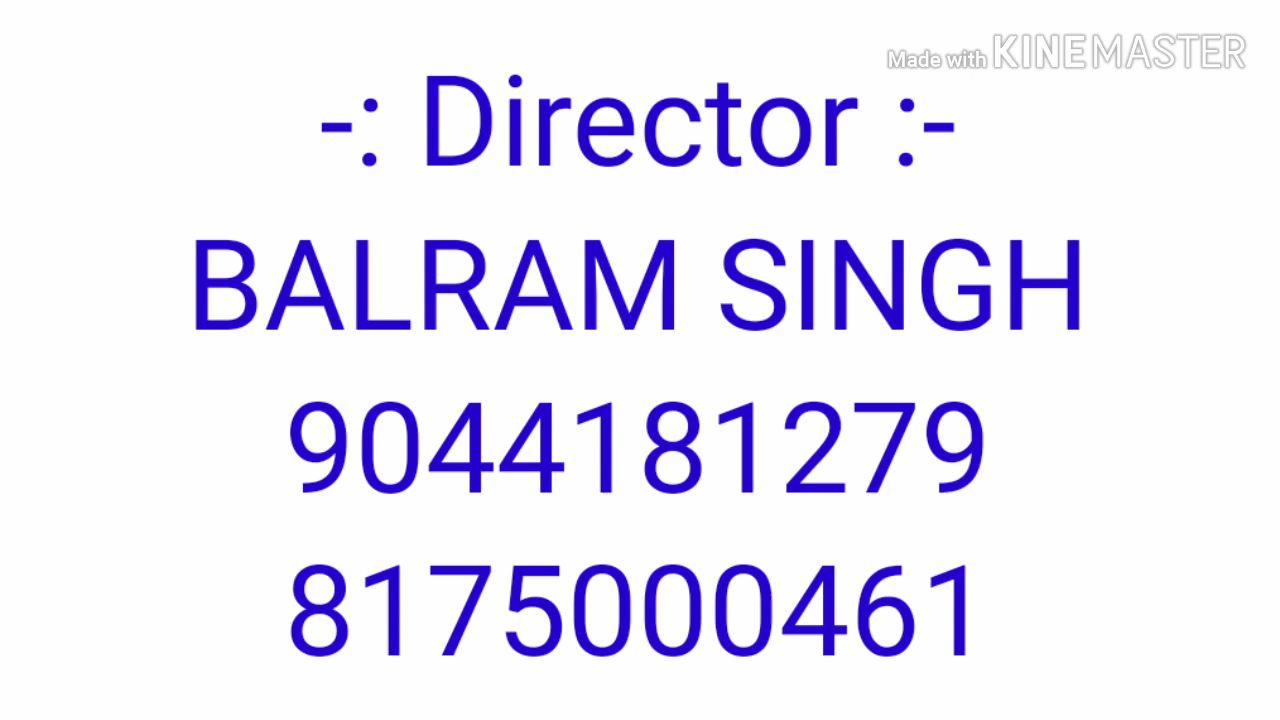 Made with KINEMASTER
-: Director :-
BALRAM SINGH
9044181279
8175000461